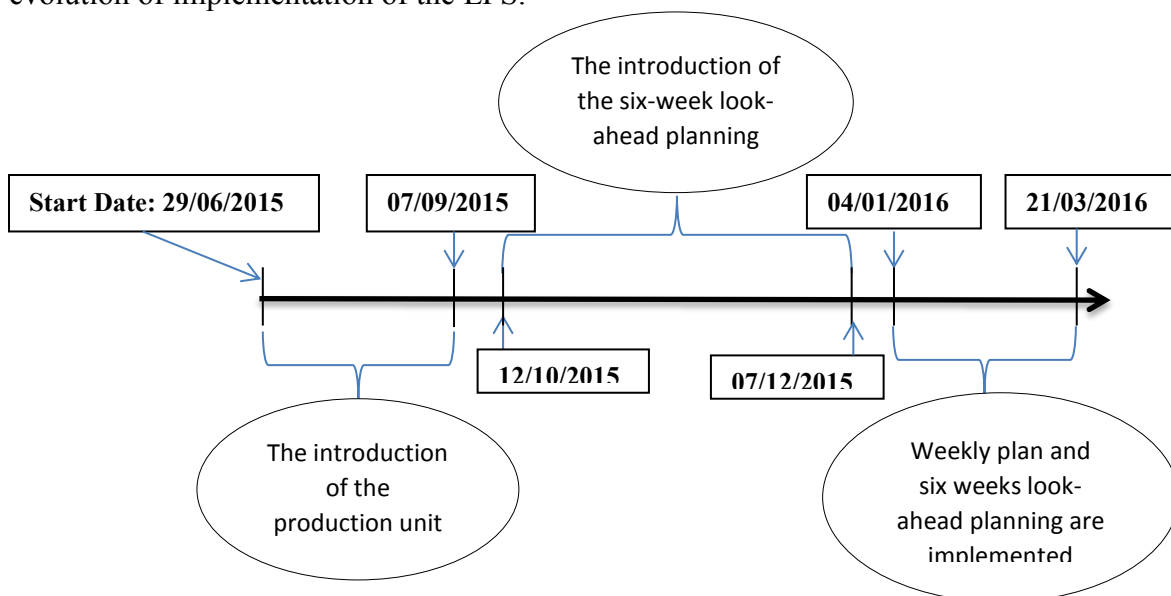 evolution of implementation of the LPS.
The introduction of
the six-week look-
ahead planning
Start Date: 29/06/2015
07/09/2015
04/01/2016
21/03/2016
12/10/2015
07/12/2015
The introduction
of the
production unit
Weekly plan and
six weeks look-
ahead planning are
implemented